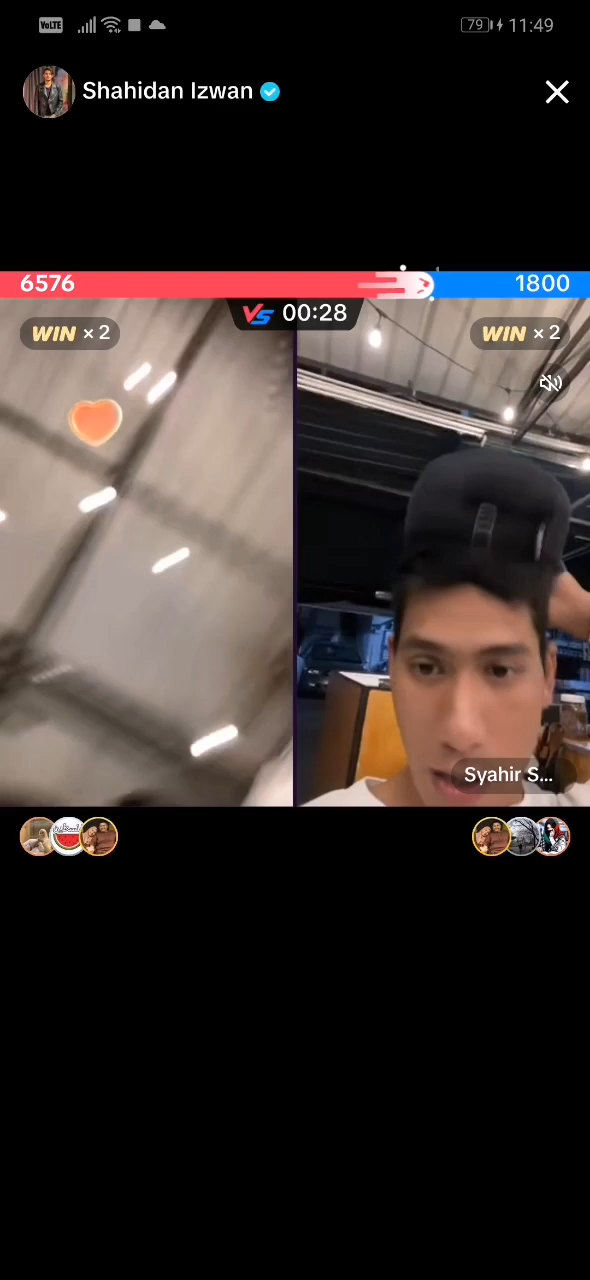 VoLTE
79
11:49
Shahidan Izwan
6576
1800
VS 00:28
WIN × 2
WIN × 2
Syahir S...